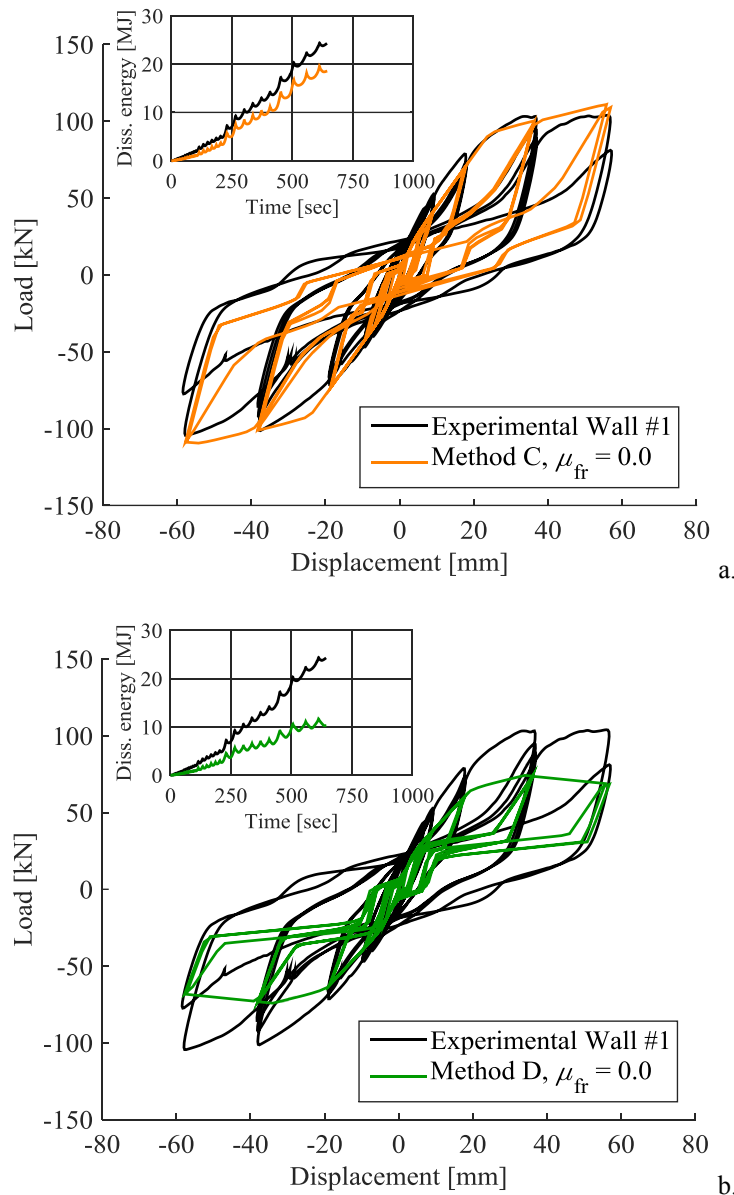 Diss. energy [MJ]
30
20
10
0
0 250 500 750 1000
Time [sec]
Load [kN]
150
100
50
0
-50
-100
-150
Experimental Wall #1
Method C, μfr = 0.0
-80 -60 -40 -20 0 20 40 60 80
Displacement [mm]
a.
Diss. energy [MJ]
30
20
10
0
0 250 500 750 1000
Time [sec]
Load [kN]
150
100
50
0
-50
-100
-150
Experimental Wall #1
Method D, μfr = 0.0
-80 -60 -40 -20 0 20 40 60 80
Displacement [mm]
b.